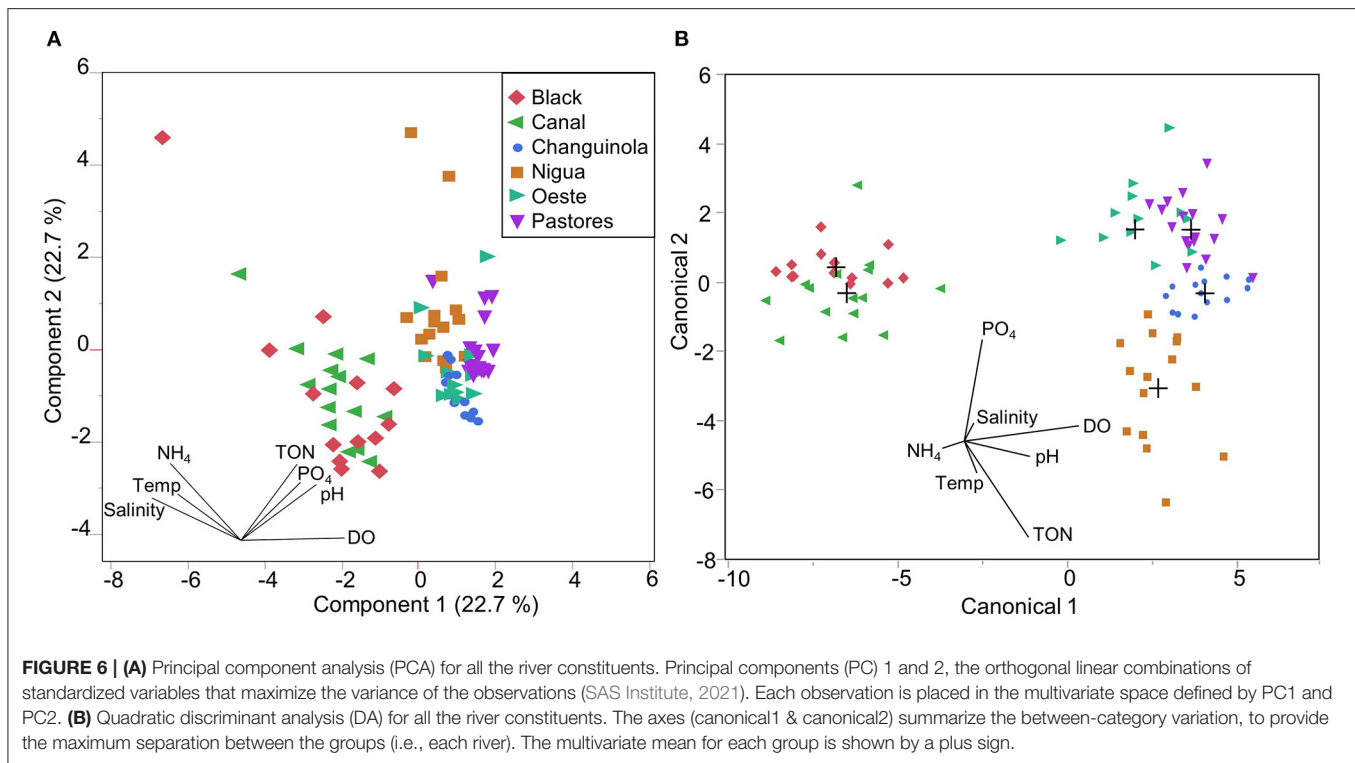 A
B
6
4
2
0
-2
-4
Component 2 (22.7 %)
-8
-6
-4
-2
0
2
4
6
Component 1 (22.7 %)
Black
Canal
Changuinola
Nigua
Oeste
Pastores
NH4
Temp
Salinity
TON
PO4
pH
DO
6
4
2
0
-2
-4
-6
-8
Canonical 2
-10
-5
0
5
Canonical 1
PO4
Salinity
DO
NH4
pH
Temp
TON
FIGURE 6 | (A) Principal component analysis (PCA) for all the river constituents. Principal components (PC) 1 and 2, the orthogonal linear combinations of
standardized variables that maximize the variance of the observations (SAS Institute, 2021). Each observation is placed in the multivariate space defined by PC1 and
PC2. (B) Quadratic discriminant analysis (DA) for all the river constituents. The axes (canonical1 & canonical2) summarize the between-category variation, to provide
the maximum separation between the groups (i.e., each river). The multivariate mean for each group is shown by a plus sign.